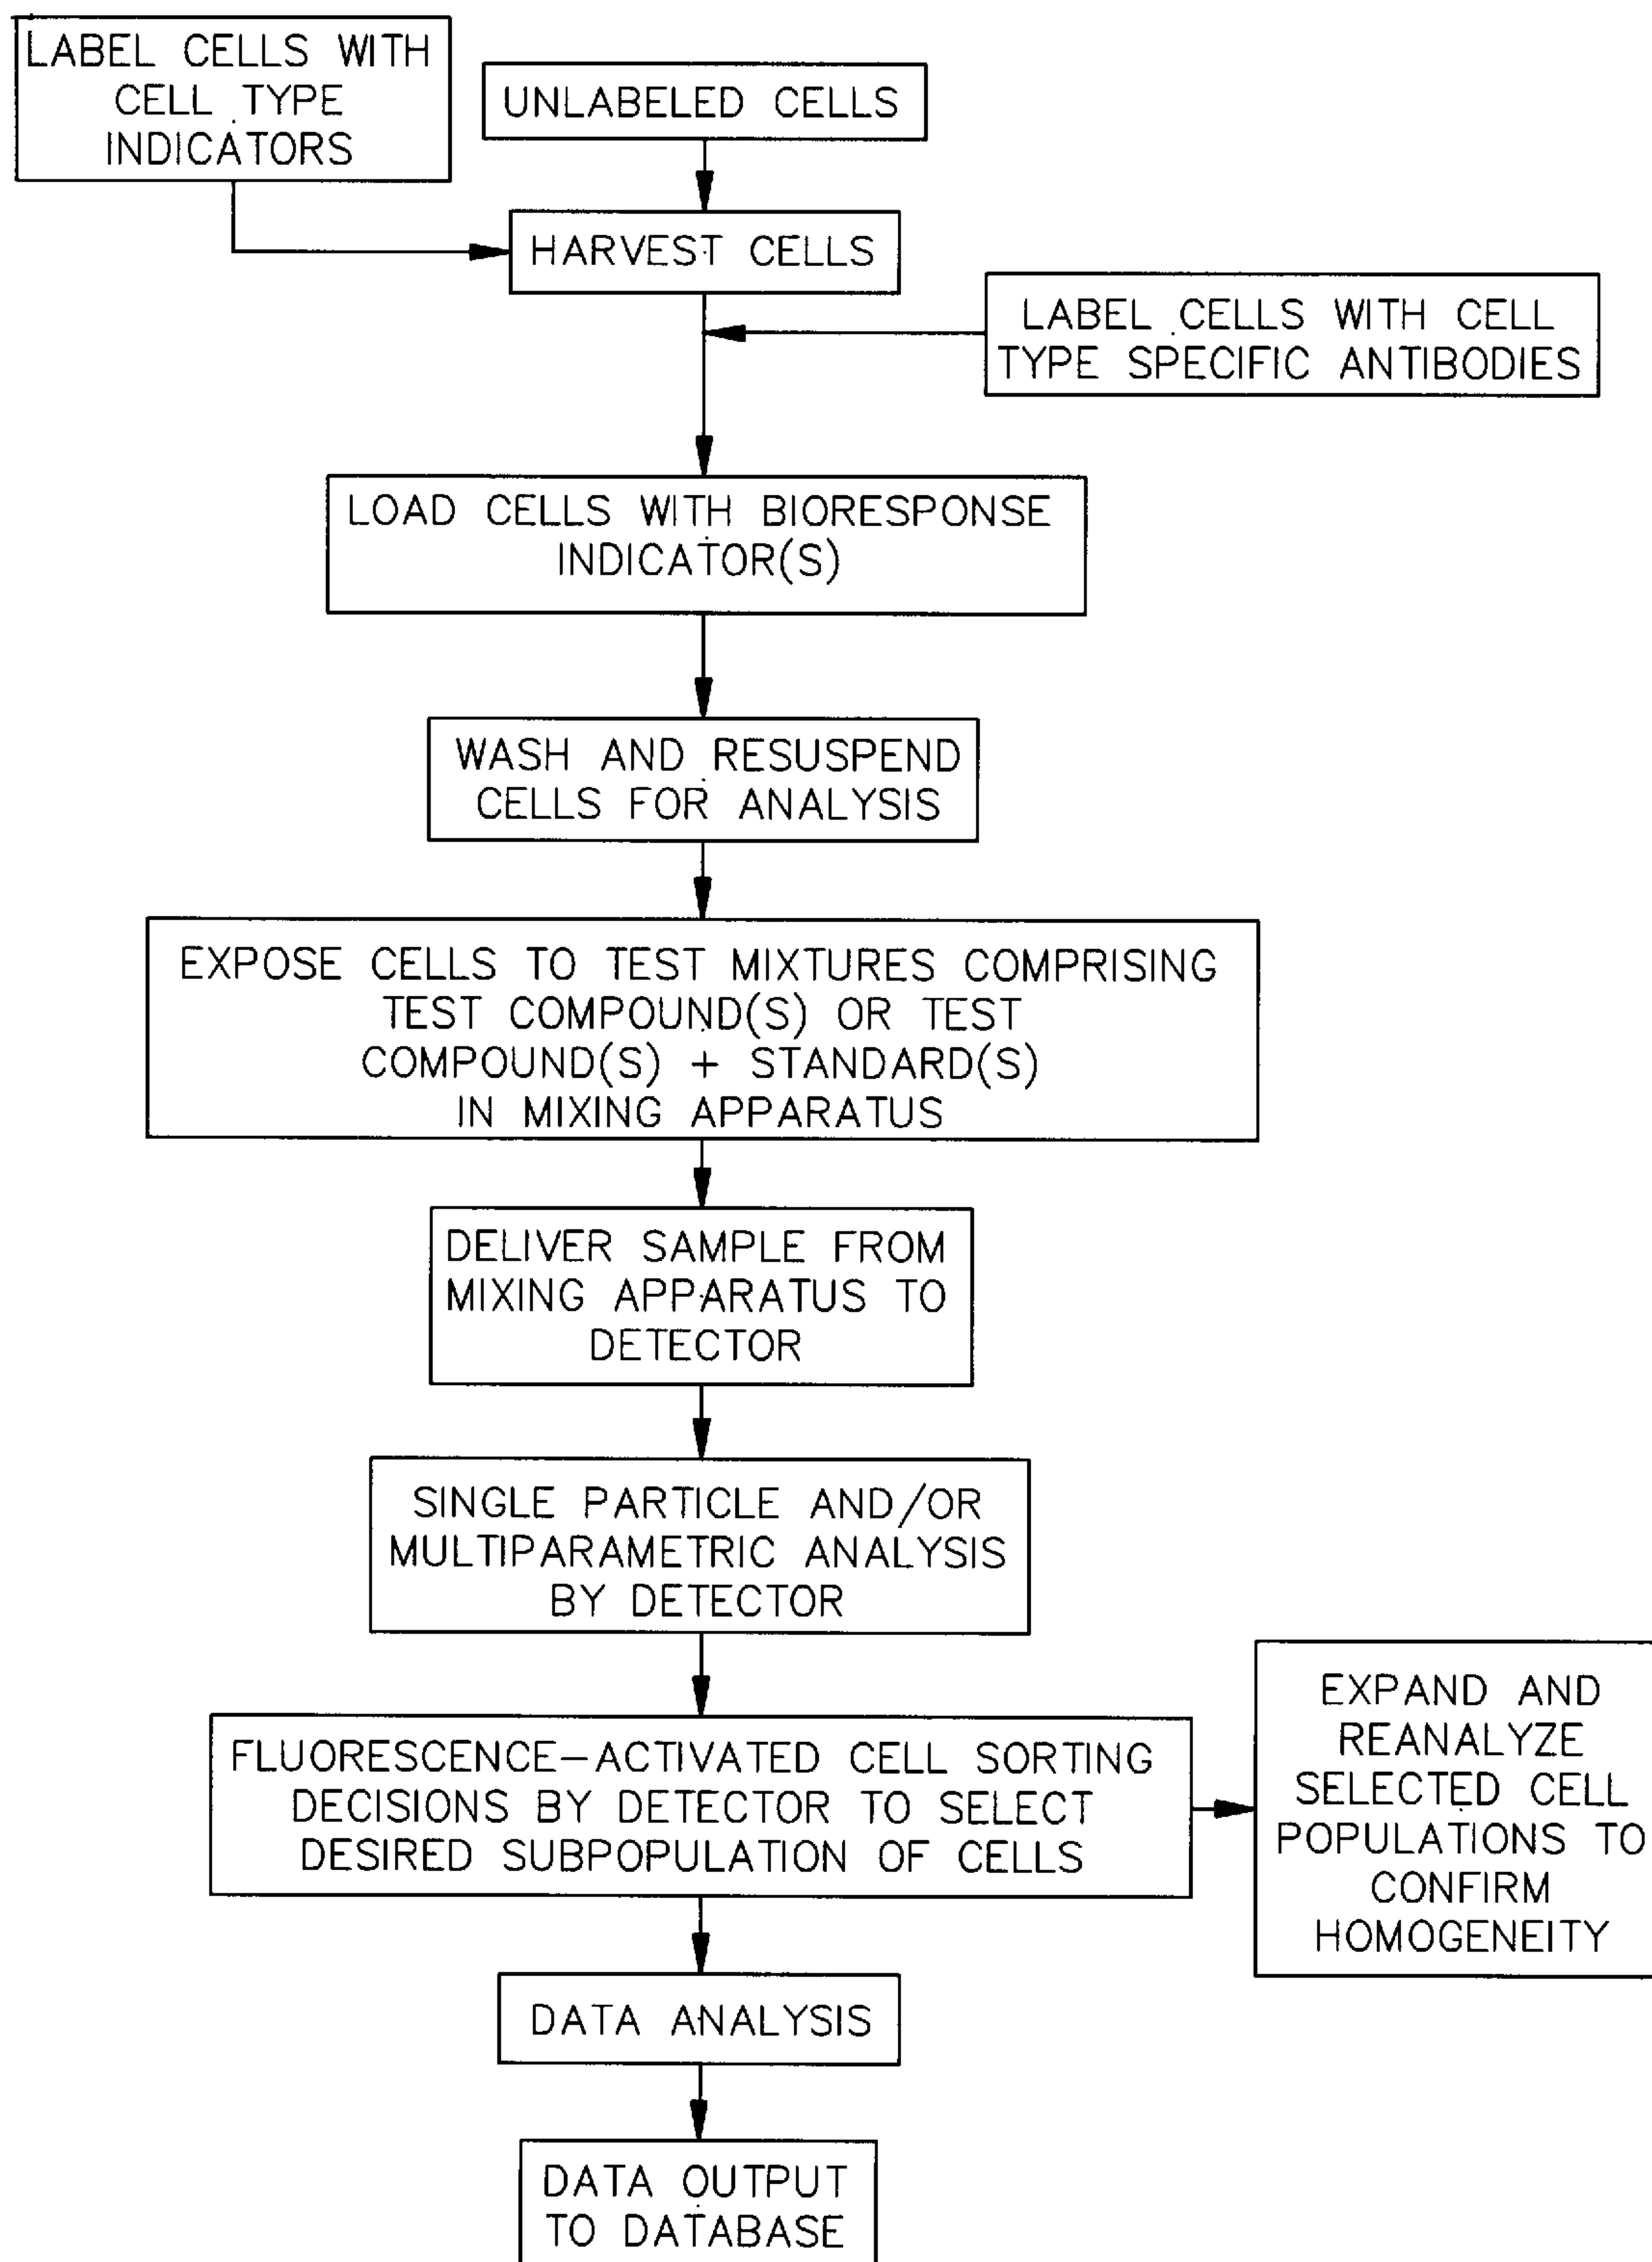 LABEL CELLS WITH
CELL TYPE
INDICATORS
UNLABELED CELLS
HARVEST CELLS
LABEL CELLS WITH CELL
TYPE SPECIFIC ANTIBODIES
LOAD CELLS WITH BIORESPONSE
INDICATOR(S)
WASH AND RESUSPEND
CELLS FOR ANALYSIS
EXPOSE CELLS TO TEST MIXTURES COMPRISING
TEST COMPOUND(S) OR TEST
COMPOUND(S) + STANDARD(S)
IN MIXING APPARATUS
DELIVER SAMPLE FROM
MIXING APPARATUS TO
DETECTOR
SINGLE PARTICLE AND/OR
MULTIPARAMETRIC ANALYSIS
BY DETECTOR
FLUORESCENCE-ACTIVATED CELL SORTING
DECISIONS BY DETECTOR TO SELECT
DESIRED SUBPOPULATION OF CELLS
EXPAND AND
REANALYZE
SELECTED CELL
POPULATIONS TO
CONFIRM
HOMOGENEITY
DATA ANALYSIS
DATA OUTPUT
TO DATABASE